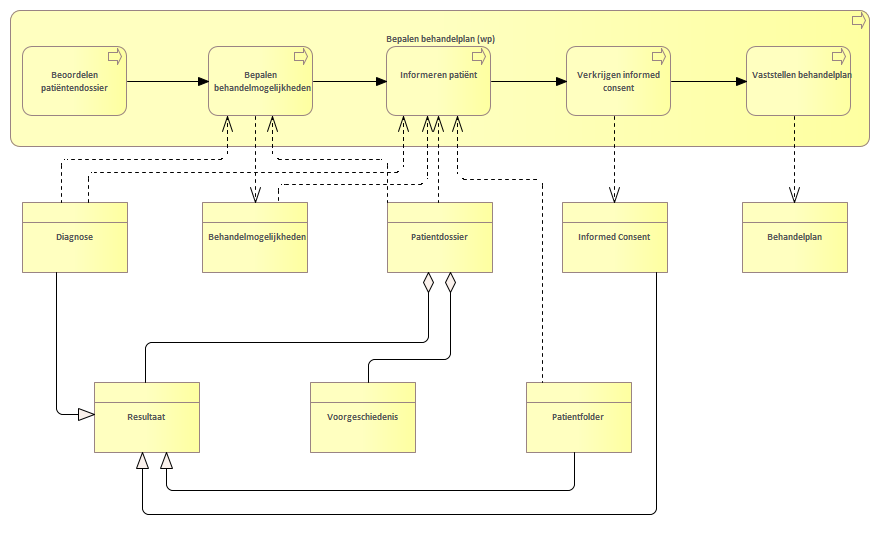 Bepalen behandelplan (wp)
Beoordelen
patiëntendossier
Bepalen
behandelmogelijkheden
Informeren patiënt
Verkrijgen informed
consent
Vaststellen behandelplan
Diagnose
Behandelmogelijkheden
Patientdossier
Informed Consent
Behandelplan
Resultaat
Voorgeschiedenis
Patientfolder